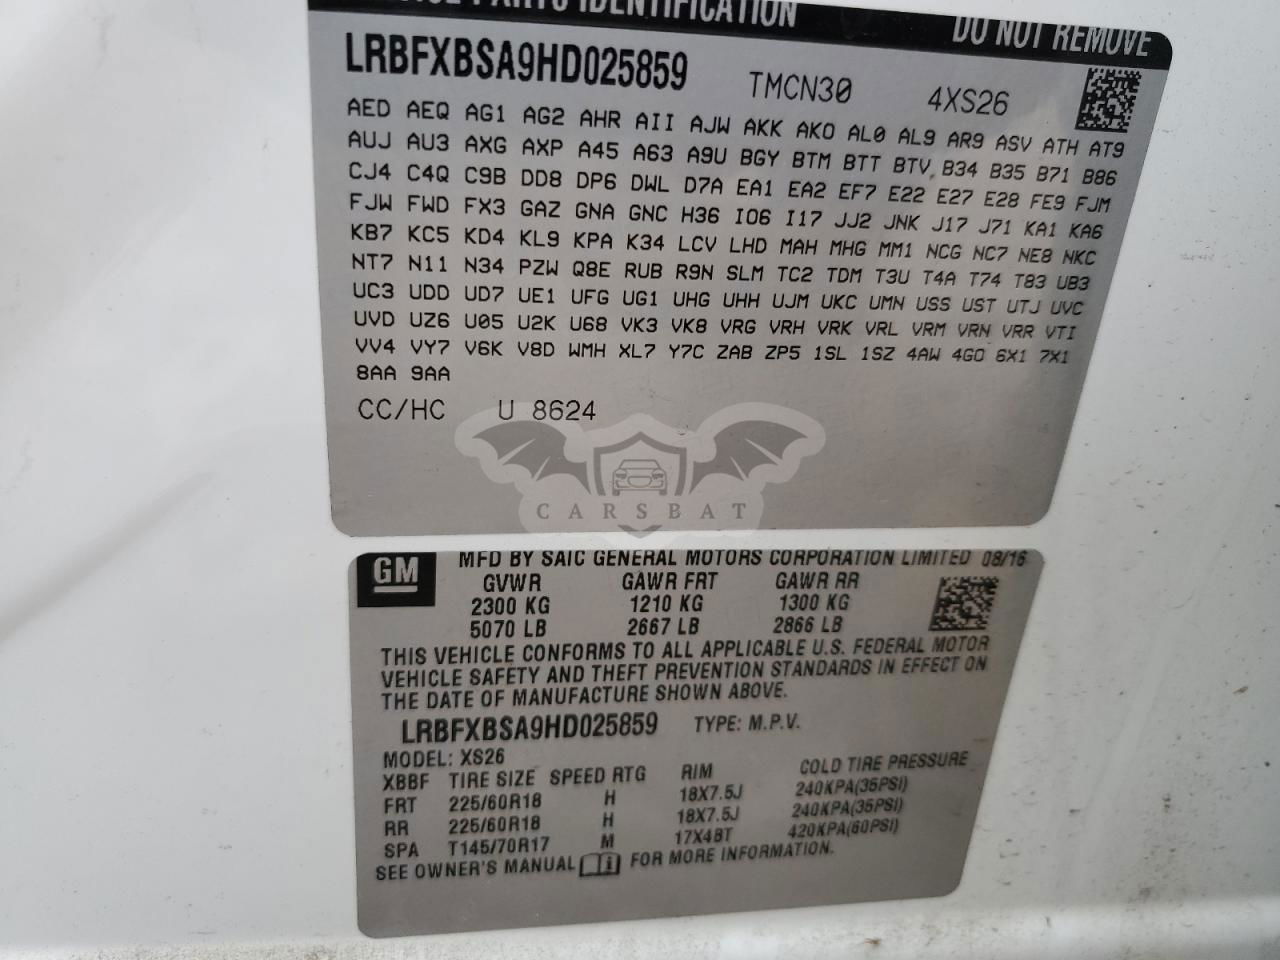 PARTS IDENTIFICATION DO NOT REMOVE
LRBFXBSA9HD025859 TMCN30 4XS26
AED AEQ AG1 AG2 AHR AII AJW AKK AKO AL0 AL9 AR9 ASV ATH AT9
AUJ AU3 AXG AXP A45 A63 A9U BGY BTM BTT BTV B34 B35 B71 B86
CJ4 C4Q C9B DD8 DP6 DWL D7A EA1 EA2 EF7 E22 E27 E28 FE9 FJM
FJW FWD FX3 GAZ GNA GNC H36 I06 I17 JJ2 JNK J17 J71 KA1 KA6
KB7 KC5 KD4 KL9 KPA K34 LCV LHD MAH MHG MM1 NCG NC7 NE8 NKC
NT7 N11 N34 PZW Q8E RUB R9N SLM TC2 TDM T3U T4A T74 T83 UB3
UC3 UDD UD7 UE1 UFG UG1 UHG UHH UJM UKC UMN USS UST UTJ UVC
UVD UZ6 U05 U2K U68 VK3 VK8 VRG VRH VRK VRL VRM VRN VRR VTI
VV4 VY7 V6K V8D WMH XL7 Y7C ZAB ZP5 1SL 1SZ 4AW 4GO 6X1 7X1
8AA 9AA
CC/HC U 8624
CARSBAT
GM MFD BY SAIC GENERAL MOTORS CORPORATION LIMITED 08/16
GVWR GAWR FRT GAWR RR
2300 KG 1210 KG 1300 KG
5070 LB 2667 LB 2866 LB
THIS VEHICLE CONFORMS TO ALL APPLICABLE U.S. FEDERAL MOTOR
VEHICLE SAFETY AND THEFT PREVENTION STANDARDS IN EFFECT ON
THE DATE OF MANUFACTURE SHOWN ABOVE.
LRBFXBSA9HD025859 TYPE: M.P.V.
MODEL: XS26
XBBF TIRE SIZE SPEED RTG RIM COLD TIRE PRESSURE
FRT 225/60R18 H 18X7.5J 240KPA(35PSI)
RR 225/60R18 H 18X7.5J 240KPA(35PSI)
SPA T145/70R17 M 17X4BT 420KPA(60PSI)
SEE OWNER'S MANUAL FOR MORE INFORMATION.